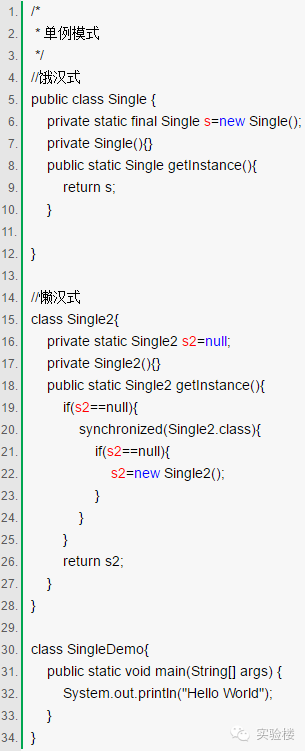 1. /*
2.  * 单例模式
3.  */
4. //饿汉式
5. public class Single {
6.     private static final Single s=new Single();
7.     private Single(){}
8.     public static Single getInstance(){
9.         return s;
10.     }
11.
12. }
13.
14. //懒汉式
15. class Single2{
16.     private static Single2 s2=null;
17.     private Single2(){}
18.     public static Single2 getInstance(){
19.         if(s2==null){
20.             synchronized(Single2.class){
21.                 if(s2==null){
22.                     s2=new Single2();
23.                 }
24.             }
25.         }
26.         return s2;
27.     }
28. }
29.
30. class SingleDemo{
31.     public static void main(String[] args) {
32.         System.out.println("Hello World");
33.     }
34. }
实验楼